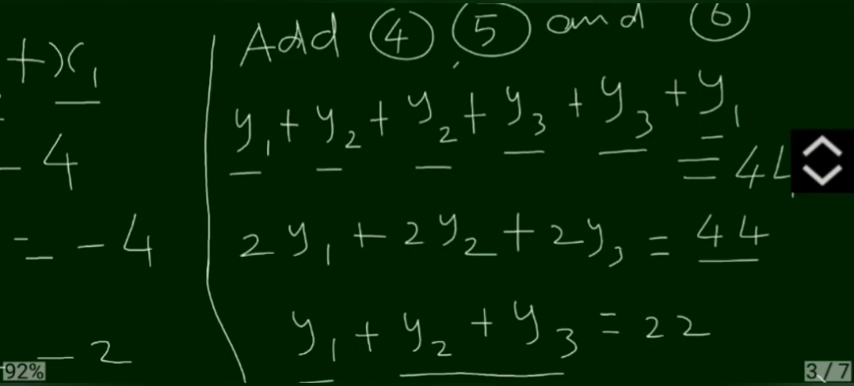 +x₁
- 4
= -4
- 2
Add ④ ⑤ and ⑥
y₁ + y₂ + y₂ + y₃ + y₃ + y₁
= 44
2y₁ + 2y₂ + 2y₃ = 44
y₁ + y₂ + y₃ = 22
92%
3/7